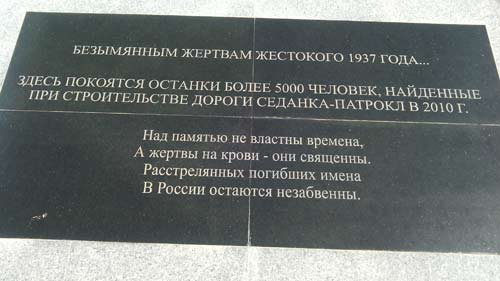 БЕЗЫМЯННЫМ ЖЕРТВАМ ЖЕСТОКОГО 1937 ГОДА...
ЗДЕСЬ ПОКОЯТСЯ ОСТАНКИ БОЛЕЕ 5000 ЧЕЛОВЕК, НАЙДЕННЫЕ
ПРИ СТРОИТЕЛЬСТВЕ ДОРОГИ СЕДАНКА-ПАТРОКЛ В 2010 Г.
Над памятью не властны времена,
А жертвы на крови - они священны.
Расстрелянных погибших имена
В России остаются незабвенны.